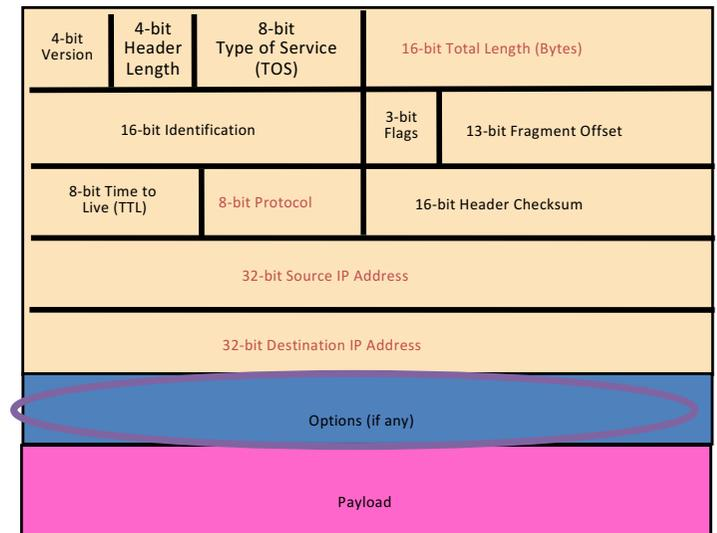 4-bit
Version
4-bit
Header
Length
8-bit
Type of Service
(TOS)
16-bit Total Length (Bytes)
16-bit Identification
3-bit
Flags
13-bit Fragment Offset
8-bit Time to
Live (TTL)
8-bit Protocol
16-bit Header Checksum
32-bit Source IP Address
32-bit Destination IP Address
Options (if any)
Payload